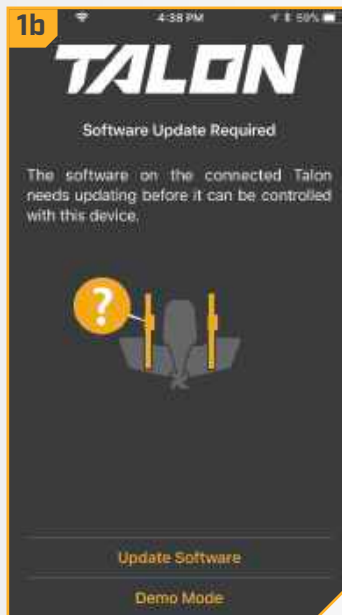 1b
4:38 PM
59%
TALON
Software Update Required
The software on the connected Talon
needs updating before it can be controlled
with this device.
?
Update Software
Demo Mode